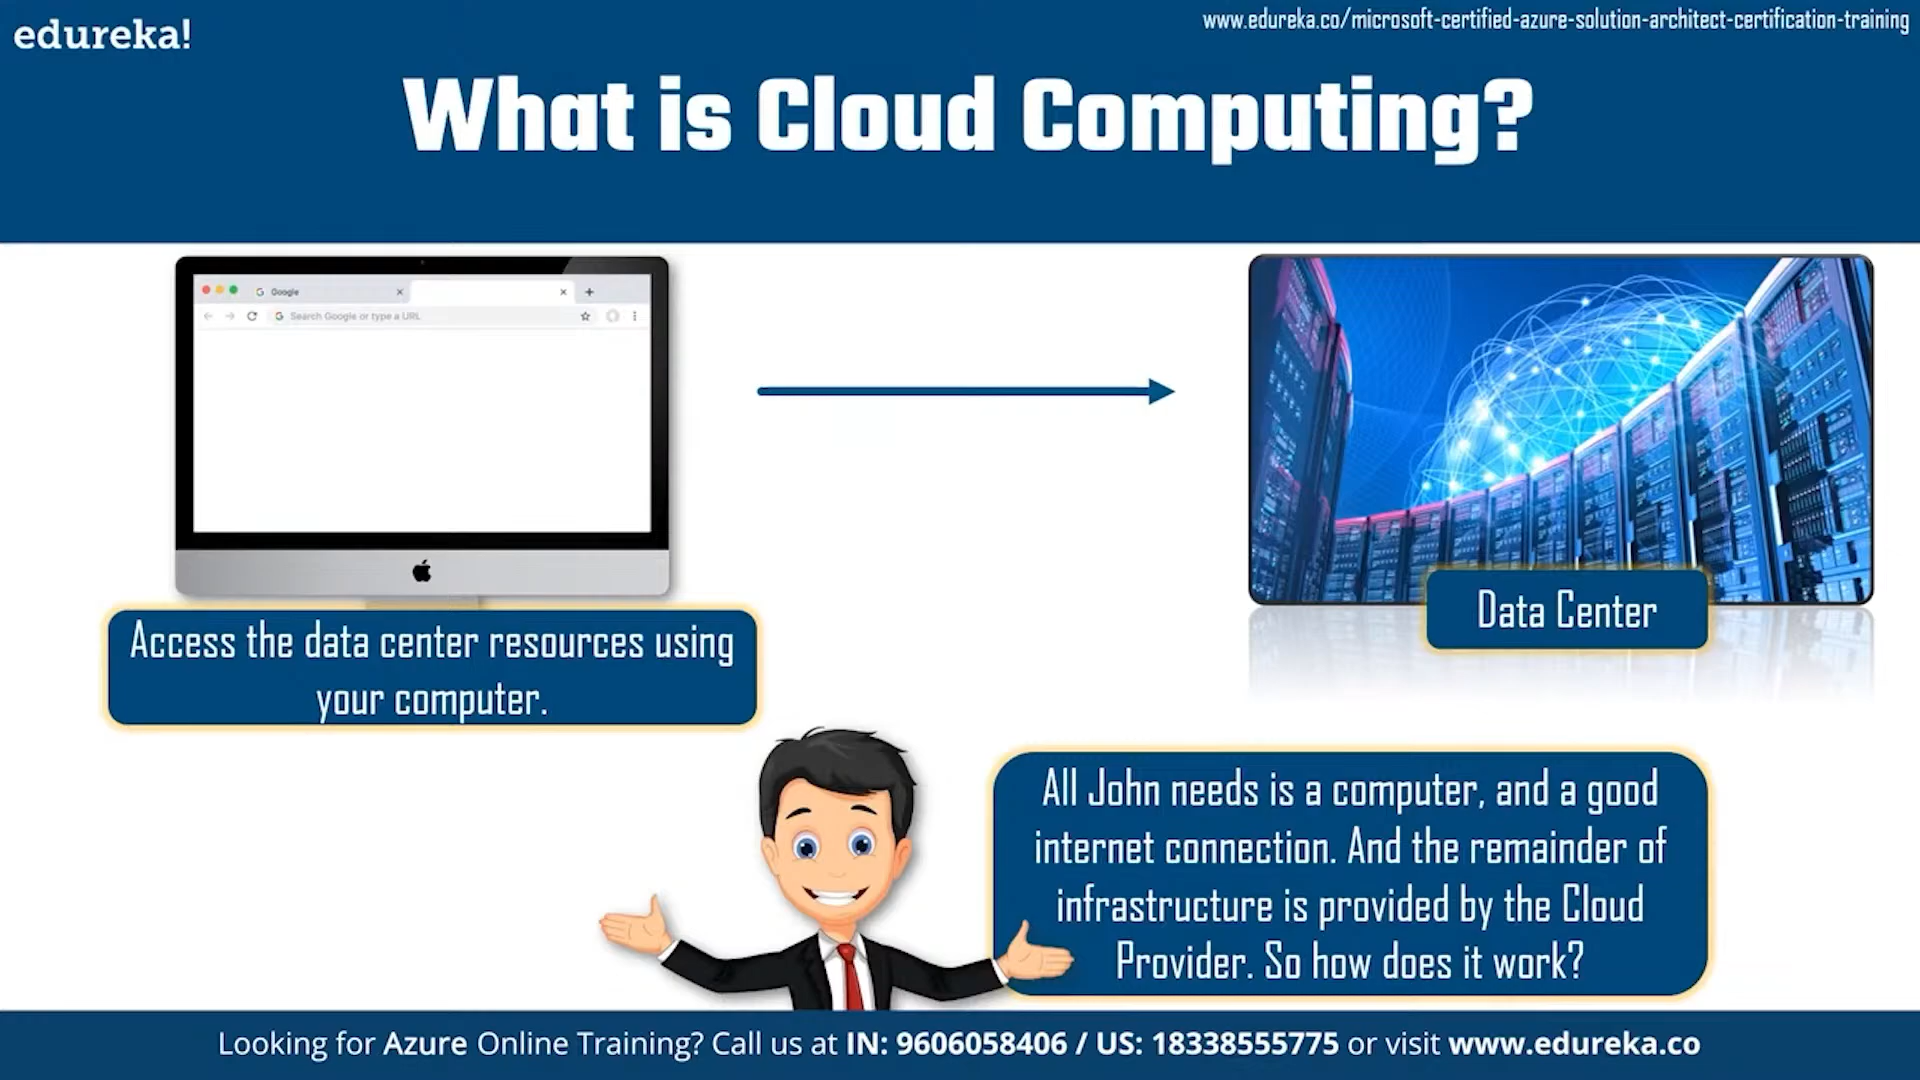 edureka!
www.edureka.co/microsoft-certified-azure-solution-architect-certification-training
What is Cloud Computing?
Google
Search Google or type a URL
Access the data center resources using
your computer.
Data Center
All John needs is a computer, and a good
internet connection. And the remainder of
infrastructure is provided by the Cloud
Provider. So how does it work?
Looking for Azure Online Training? Call us at IN: 9606058406 / US: 18338555775 or visit www.edureka.co